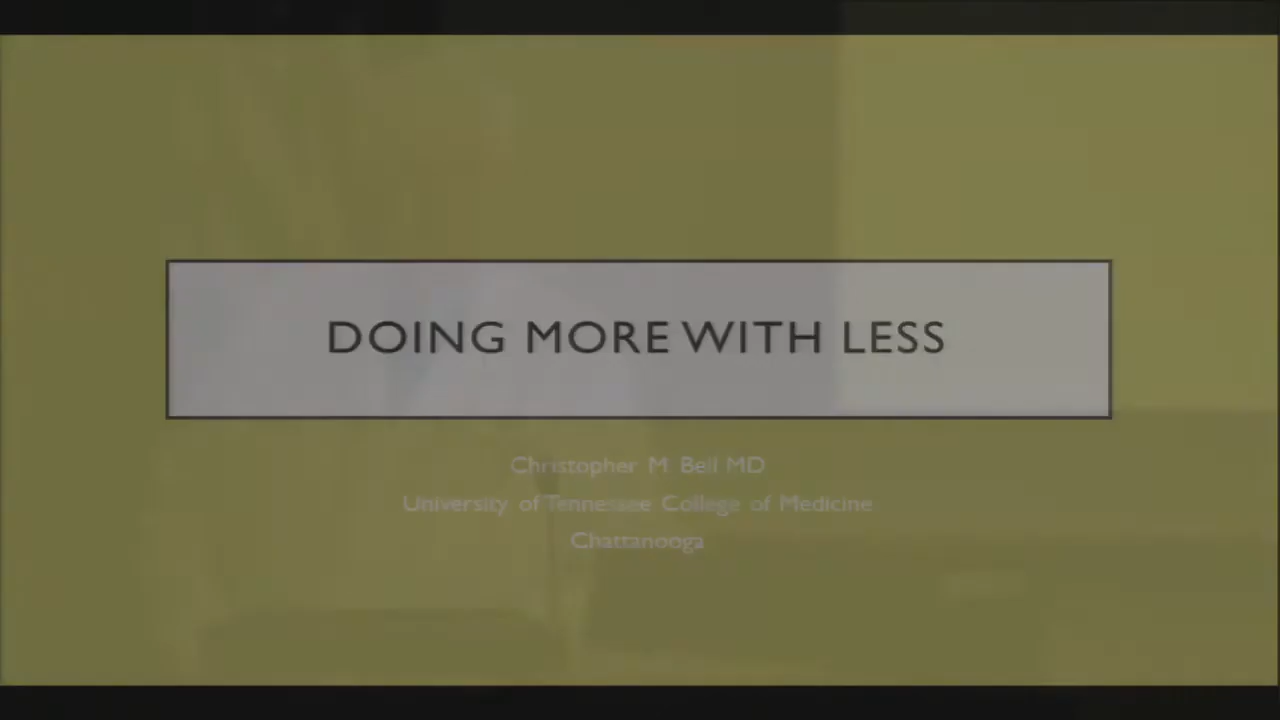 DOING MORE WITH LESS
Christopher M Bell MD
University of Tennessee College of Medicine
Chattanooga